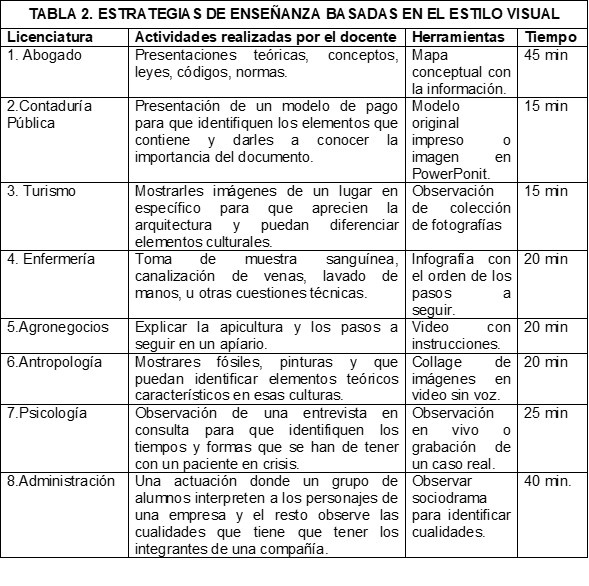 TABLA 2. ESTRATEGIAS DE ENSEÑANZA BASADAS EN EL ESTILO VISUAL
Licenciatura Actividades realizadas por el docente Herramientas Tiempo
1. Abogado
Presentaciones teóricas, conceptos,
leyes, códigos, normas.
Mapa
conceptual con
la información.
45 min
2.Contaduría
Pública
Presentación de un modelo de pago
para que identifiquen los elementos que
contiene y darles a conocer la
importancia del documento.
Modelo
original
impreso o
imagen en
PowerPonit.
15 min
3. Turismo
Mostrarles imágenes de un lugar en
específico para que aprecien la
arquitectura y puedan diferenciar
elementos culturales.
Observación
de colección
de fotografías
15 min
4. Enfermería
Toma de muestra sanguínea,
canalización de venas, lavado de
manos, u otras cuestiones técnicas.
Infografía con
el orden de los
pasos a
seguir.
20 min
5.Agronegocios
Explicar la apicultura y los pasos a
seguir en un apíario.
Video con
instrucciones.
20 min
6.Antropología
Mostrares fósiles, pinturas y que
puedan identificar elementos teóricos
característicos en esas culturas.
Collage de
imágenes en
video sin voz.
20 min
7.Psicología
Observación de una entrevista en
consulta para que identifiquen los
tiempos y formas que se han de tener
con un paciente en crisis.
Observación
en vivo o
grabación de
un caso real.
25 min
8.Administración
Una actuación donde un grupo de
alumnos interpreten a los personajes de
una empresa y el resto observe las
cualidades que tiene que tener los
integrantes de una compañía.
Observar
sociodrama
para identificar
cualidades.
40 min.